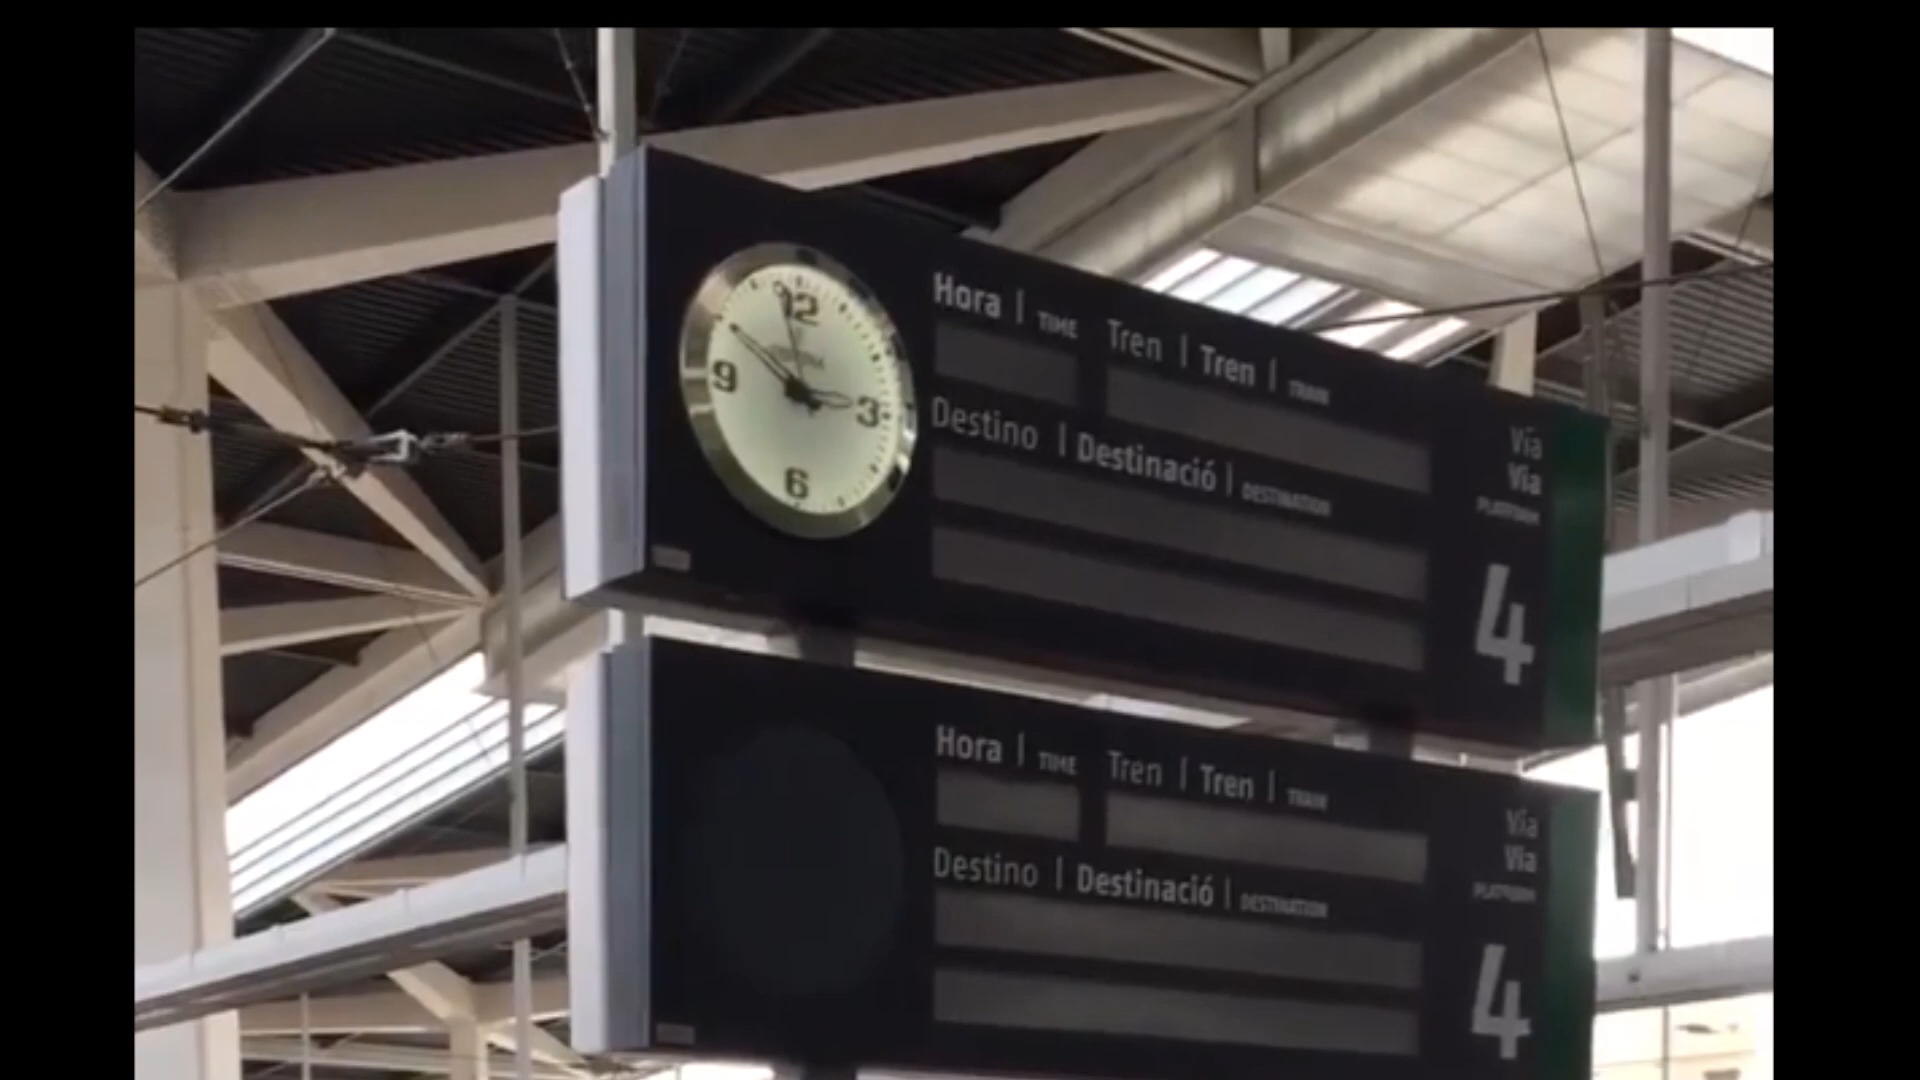 12
9
3
6
Hora | TIME Tren | Tren | TRAIN
Destino | Destinació | DESTINATION
Vía
Via
PLATFORM
4
Hora | TIME Tren | Tren | TRAIN
Destino | Destinació | DESTINATION
Vía
Via
PLATFORM
4